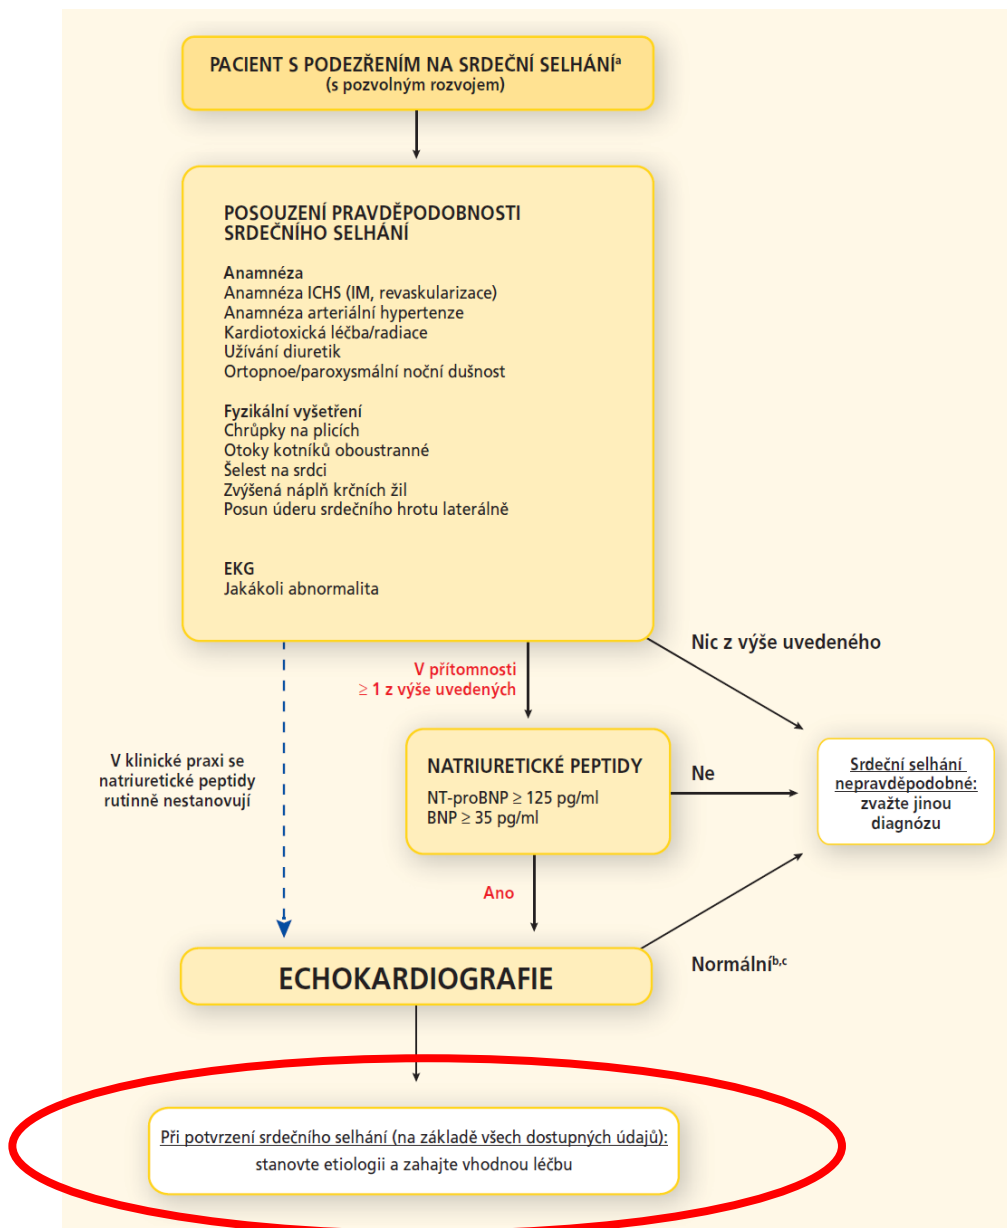 PACIENT S PODEZŘENÍM NA SRDEČNÍ SELHÁNÍᵃ
(s pozvolným rozvojem)
POSOUZENÍ PRAVDĚPODOBNOSTI
SRDEČNÍHO SELHÁNÍ
Anamnéza
Anamnéza ICHS (IM, revaskularizace)
Anamnéza arteriální hypertenze
Kardiotoxická léčba/radiace
Užívání diuretik
Ortopnoe/paroxysmální noční dušnost
Fyzikální vyšetření
Chrůpky na plicích
Otoky kotníků oboustranné
Šelest na srdci
Zvýšená náplň krčních žil
Posun úderu srdečního hrotu laterálně
EKG
Jakákoli abnormalita
Nic z výše uvedeného
V přítomnosti
≥ 1 z výše uvedených
V klinické praxi se
natriuretické peptidy
rutinně nestanovují
NATRIURETICKÉ PEPTIDY
NT-proBNP ≥ 125 pg/ml
BNP ≥ 35 pg/ml
Ne
Srdeční selhání
nepravděpodobné:
zvažte jinou
diagnózu
Ano
ECHOKARDIOGRAFIE
Normálníᵇ,ᶜ
Při potvrzení srdečního selhání (na základě všech dostupných údajů):
stanovte etiologii a zahajte vhodnou léčbu